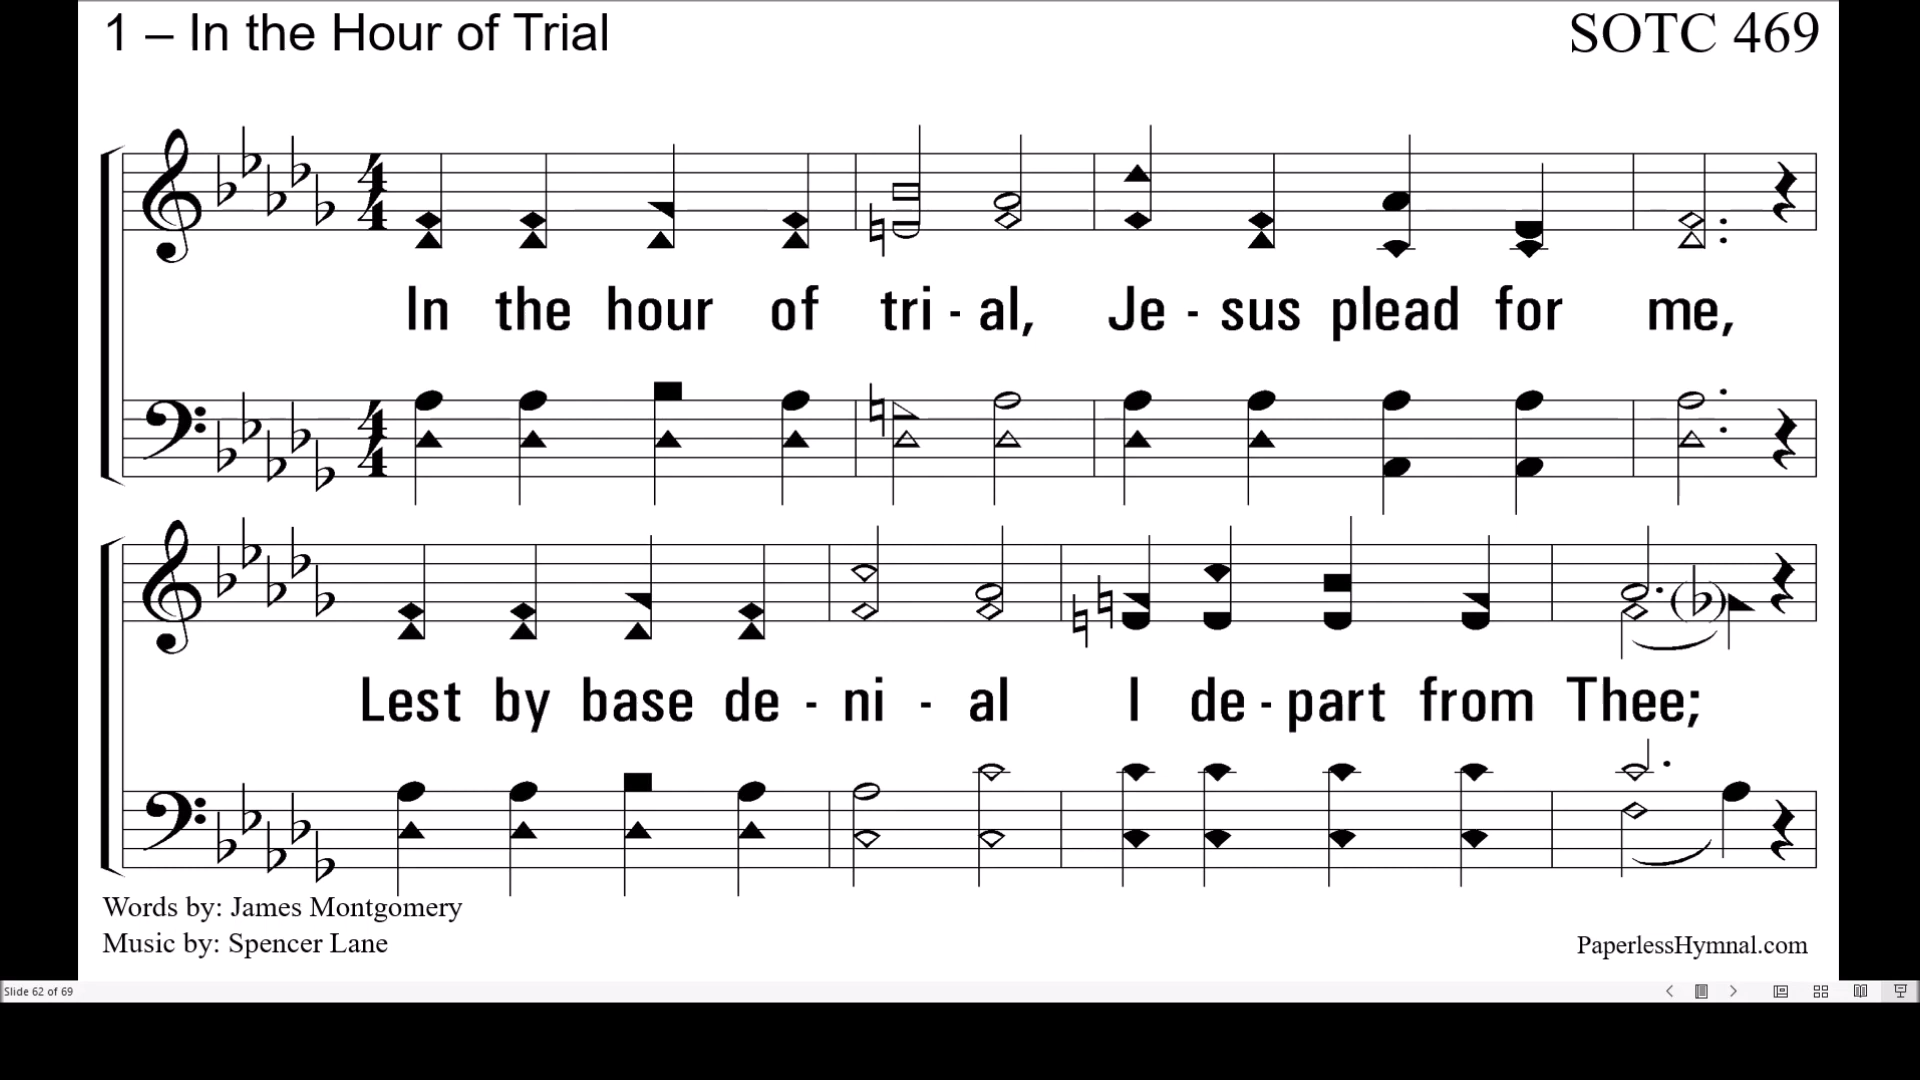 1 – In the Hour of Trial
SOTC 469
In the hour of tri - al, Je - sus plead for me,
Lest by base de - ni - al I de - part from Thee;
Words by: James Montgomery
Music by: Spencer Lane
PaperlessHymnal.com
Slide 62 of 69